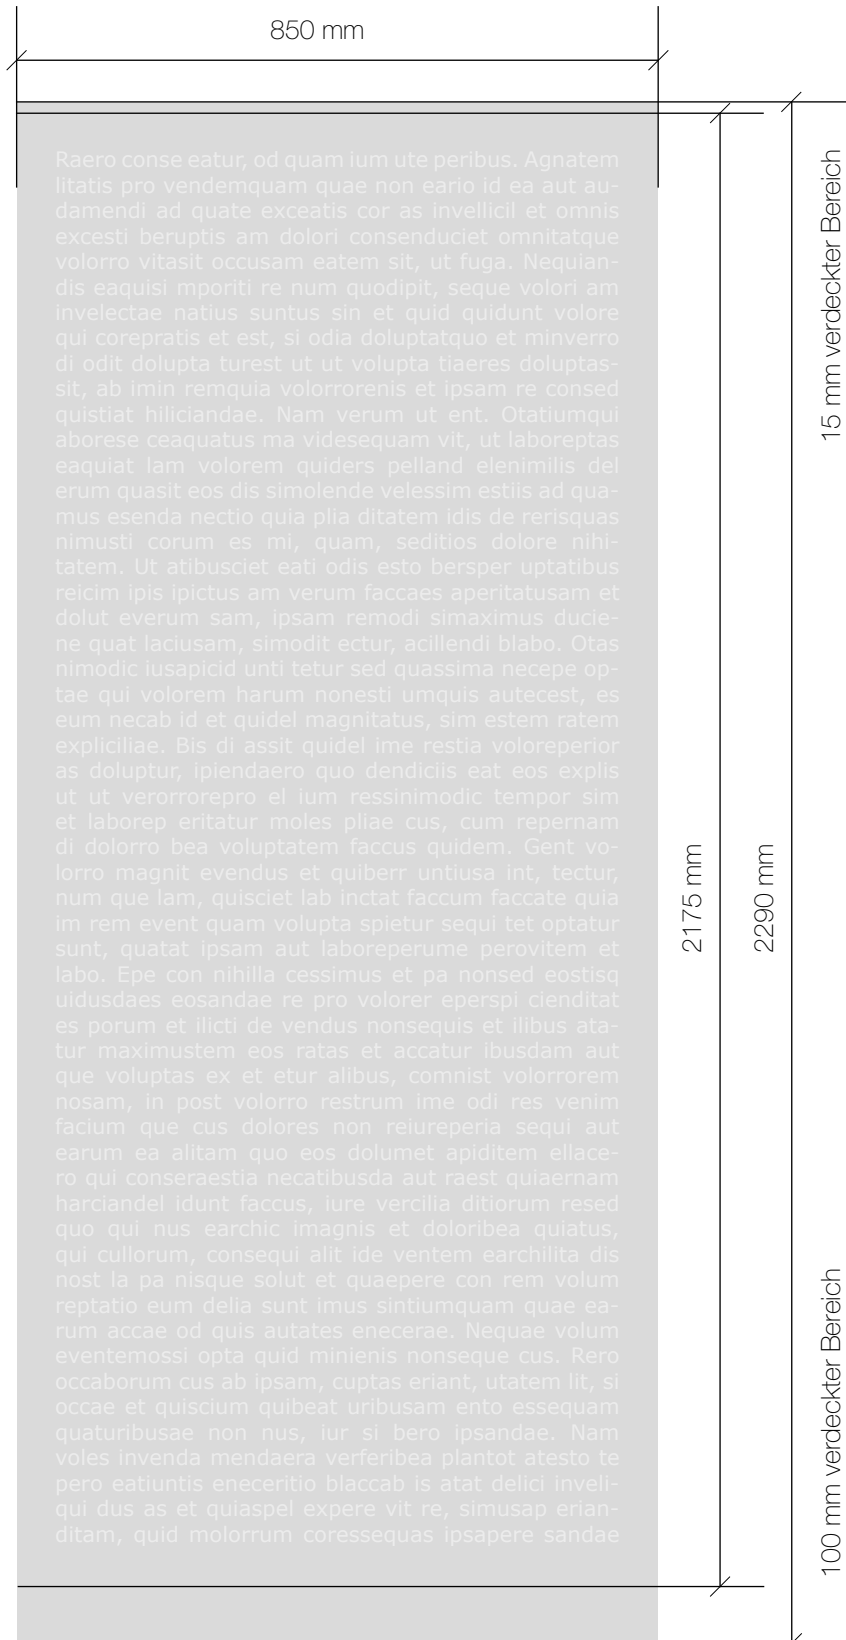 850 mm
15 mm verdeckter Bereich
Raero conse eatur, od quam ium ute peribus. Agnatem
litatis pro vendemquam quae non eario id ea aut au-
damendi ad quate exceatis cor as invellicil et omnis
excesti beruptis am dolori consenduciet omnitatque
volorro vitasit occusam eatem sit, ut fuga. Nequian-
dis eaquisi mporiti re num quodipit, seque volori am
invelectae natius suntus sin et quid quidunt volore
qui corepratis et est, si odia doluptatquo et minverro
di odit dolupta turest ut ut volupta tiaeres doluptas-
sit, ab imin remquia volorrorenis et ipsam re consed
quistiat hiliciandae. Nam verum ut ent. Otatiumqui
aborese ceaquatus ma videsequam vit, ut laboreptas
eaquiat lam volorem quiders pelland elenimilis del
erum quasit eos dis simolende velessim estiis ad qua-
mus esenda nectio quia plia ditatem idis de rerisquas
nimusti corum es mi, quam, seditios dolore nihi-
tatem. Ut atibusciet eati odis esto bersper uptatibus
reicim ipis ipictus am verum faccaes aperitatusam et
dolut everum sam, ipsam remodi simaximus ducie-
ne quat laciusam, simodit ectur, acillendi blabo. Otas
nimodic iusapicid unti tetur sed quassima necepe op-
tae qui volorem harum nonesti umquis autecest, es
eum necab id et quidel magnitatus, sim estem ratem
expliciliae. Bis di assit quidel ime restia voloreperior
as doluptur, ipiendaero quo dendiciis eat eos explis
ut ut verorrorepro el ium ressinimodic tempor sim
et laborep eritatur moles pliae cus, cum repernam
di dolorro bea voluptatem faccus quidem. Gent vo-
lorro magnit evendus et quiberr untiusa int, tectur,
sum que lam, quisciet lab inctat faccum faccate quia
im rem event quam volupta spietur sequi tet optatur
sunt, quatat ipsam aut laboreperume perovitem et
labo. Epe con nihilla cessimus et pa nonsed eostisq
uidusdaes eosandae re pro volorer eperspi cienditat
es porum et ilicti de vendus nonsequis et ilibus ata-
tur maximustem eos ratas et accatur ibusdam aut
que voluptas ex et etur alibus, comnist volorrorem
nosam, in post volorro restrum ime odi res venim
facium que cus dolores non reiureperia sequi aut
earum ea alitam quo eos dolumet apiditem ellace-
ro qui conseraestia necatibusda aut raest quiaernam
harciandel idunt faccus, iure vercilia ditiorum resed
quo qui nus earchic imagnis et doloribea quiatus,
qui cullorum, consequi alit ide ventem earchilita dis
nost la pa nisque solut et quaepere con rem volum
reptatio eum delia sunt imus sintiumquam quae ea-
rum accae od quis autates enecerae. Nequae volum
eventemossi opta quid minienis nonseque cus. Rero
occaborum cus ab ipsam, cuptas eriant, utatem lit, si
occae et quiscium quibeat uribusam ento essequam
quaturibusae non nus, iur si bero ipsandae. Nam
voles invenda mendaera verferibea plantot atesto te
pero eatiuntis eneceritio blaccab is atat delici inveli-
qui dus as et quiaspel expere vit re, simusap erian-
ditam, quid molorrum coressequas ipsapere sandae
2175 mm
2290 mm
100 mm verdeckter Bereich